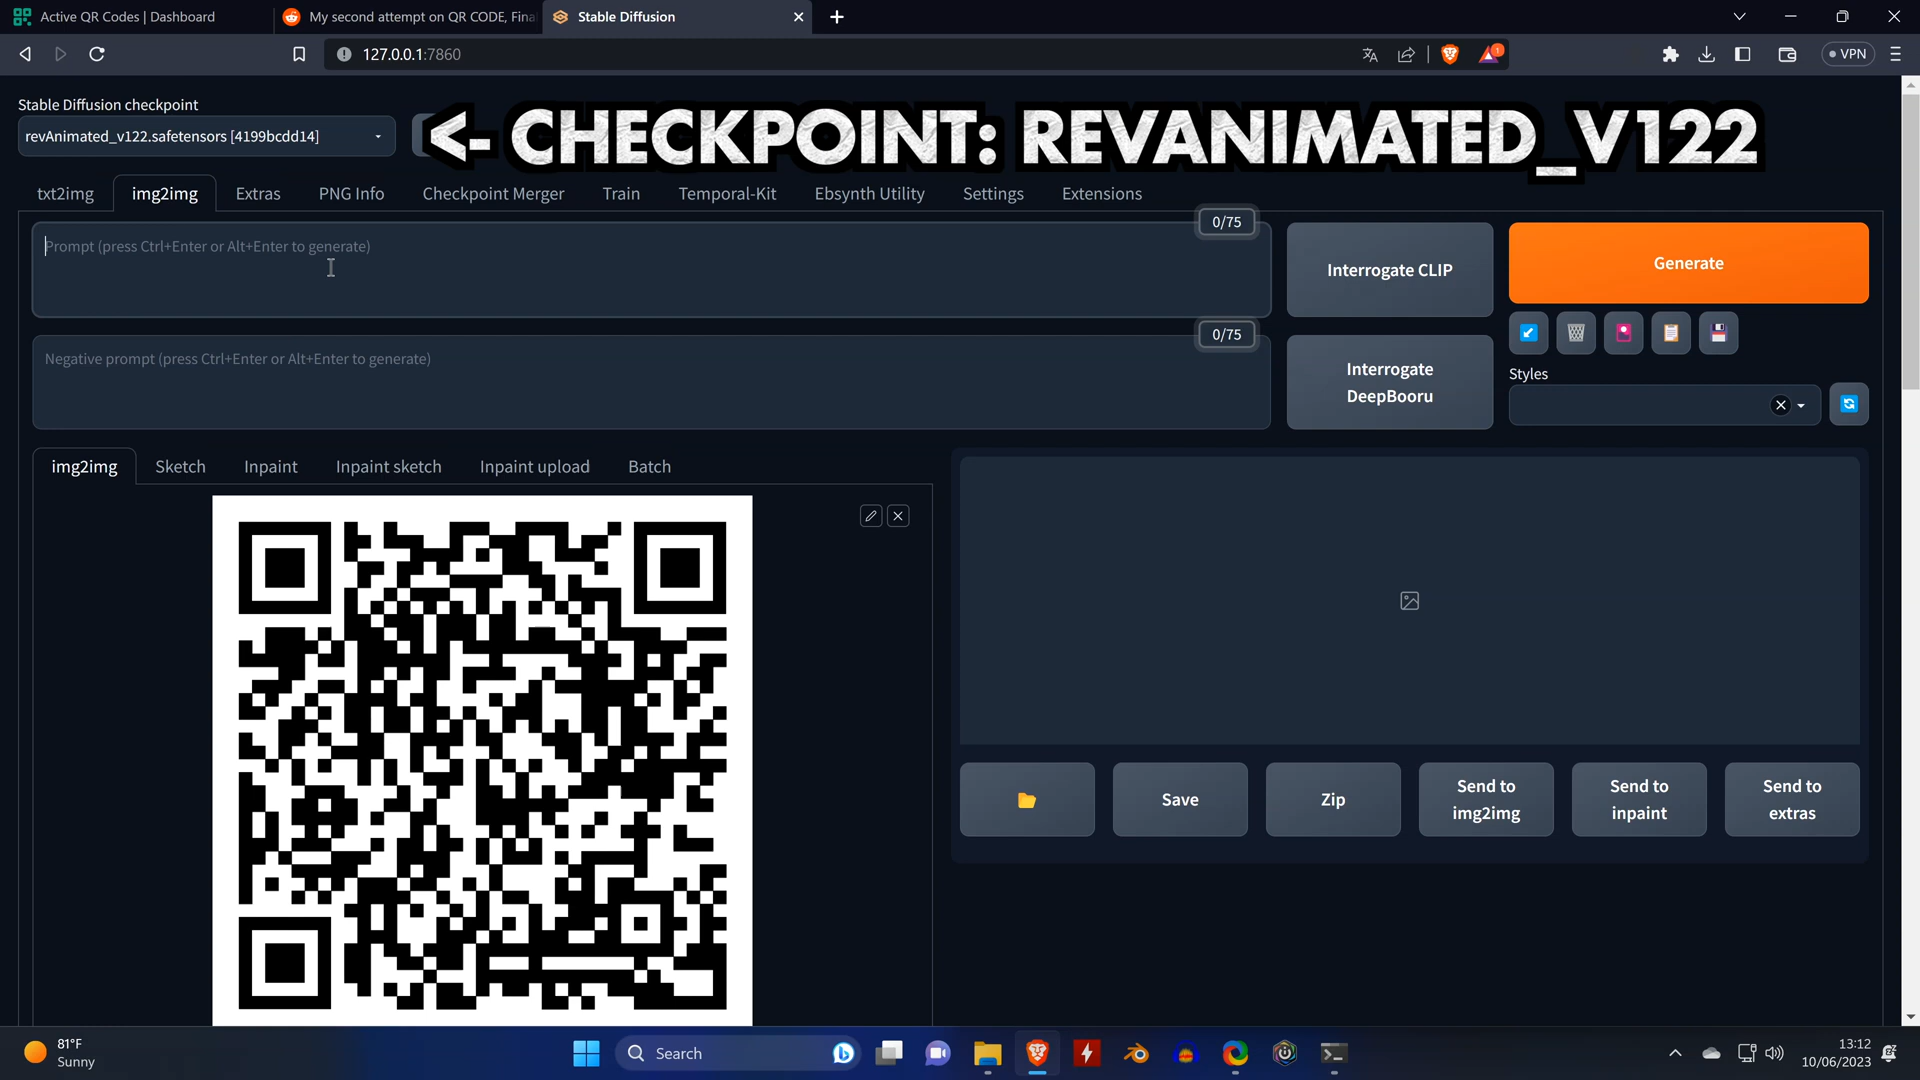 Active QR Codes | Dashboard
My second attempt on QR CODE, Fina
Stable Diffusion
127.0.0.1:7860
1
VPN
Stable Diffusion checkpoint
revAnimated_v122.safetensors [4199bcdd14]
<- CHECKPOINT: REVANIMATED_V122
txt2img
img2img
Extras
PNG Info
Checkpoint Merger
Train
Temporal-Kit
Ebsynth Utility
Settings
Extensions
Prompt (press Ctrl+Enter or Alt+Enter to generate)
0/75
Interrogate CLIP
Generate
Negative prompt (press Ctrl+Enter or Alt+Enter to generate)
0/75
Interrogate
DeepBooru
Styles
img2img
Sketch
Inpaint
Inpaint sketch
Inpaint upload
Batch
Save
Zip
Send to
img2img
Send to
inpaint
Send to
extras
81°F
Sunny
Search
13:12
10/06/2023